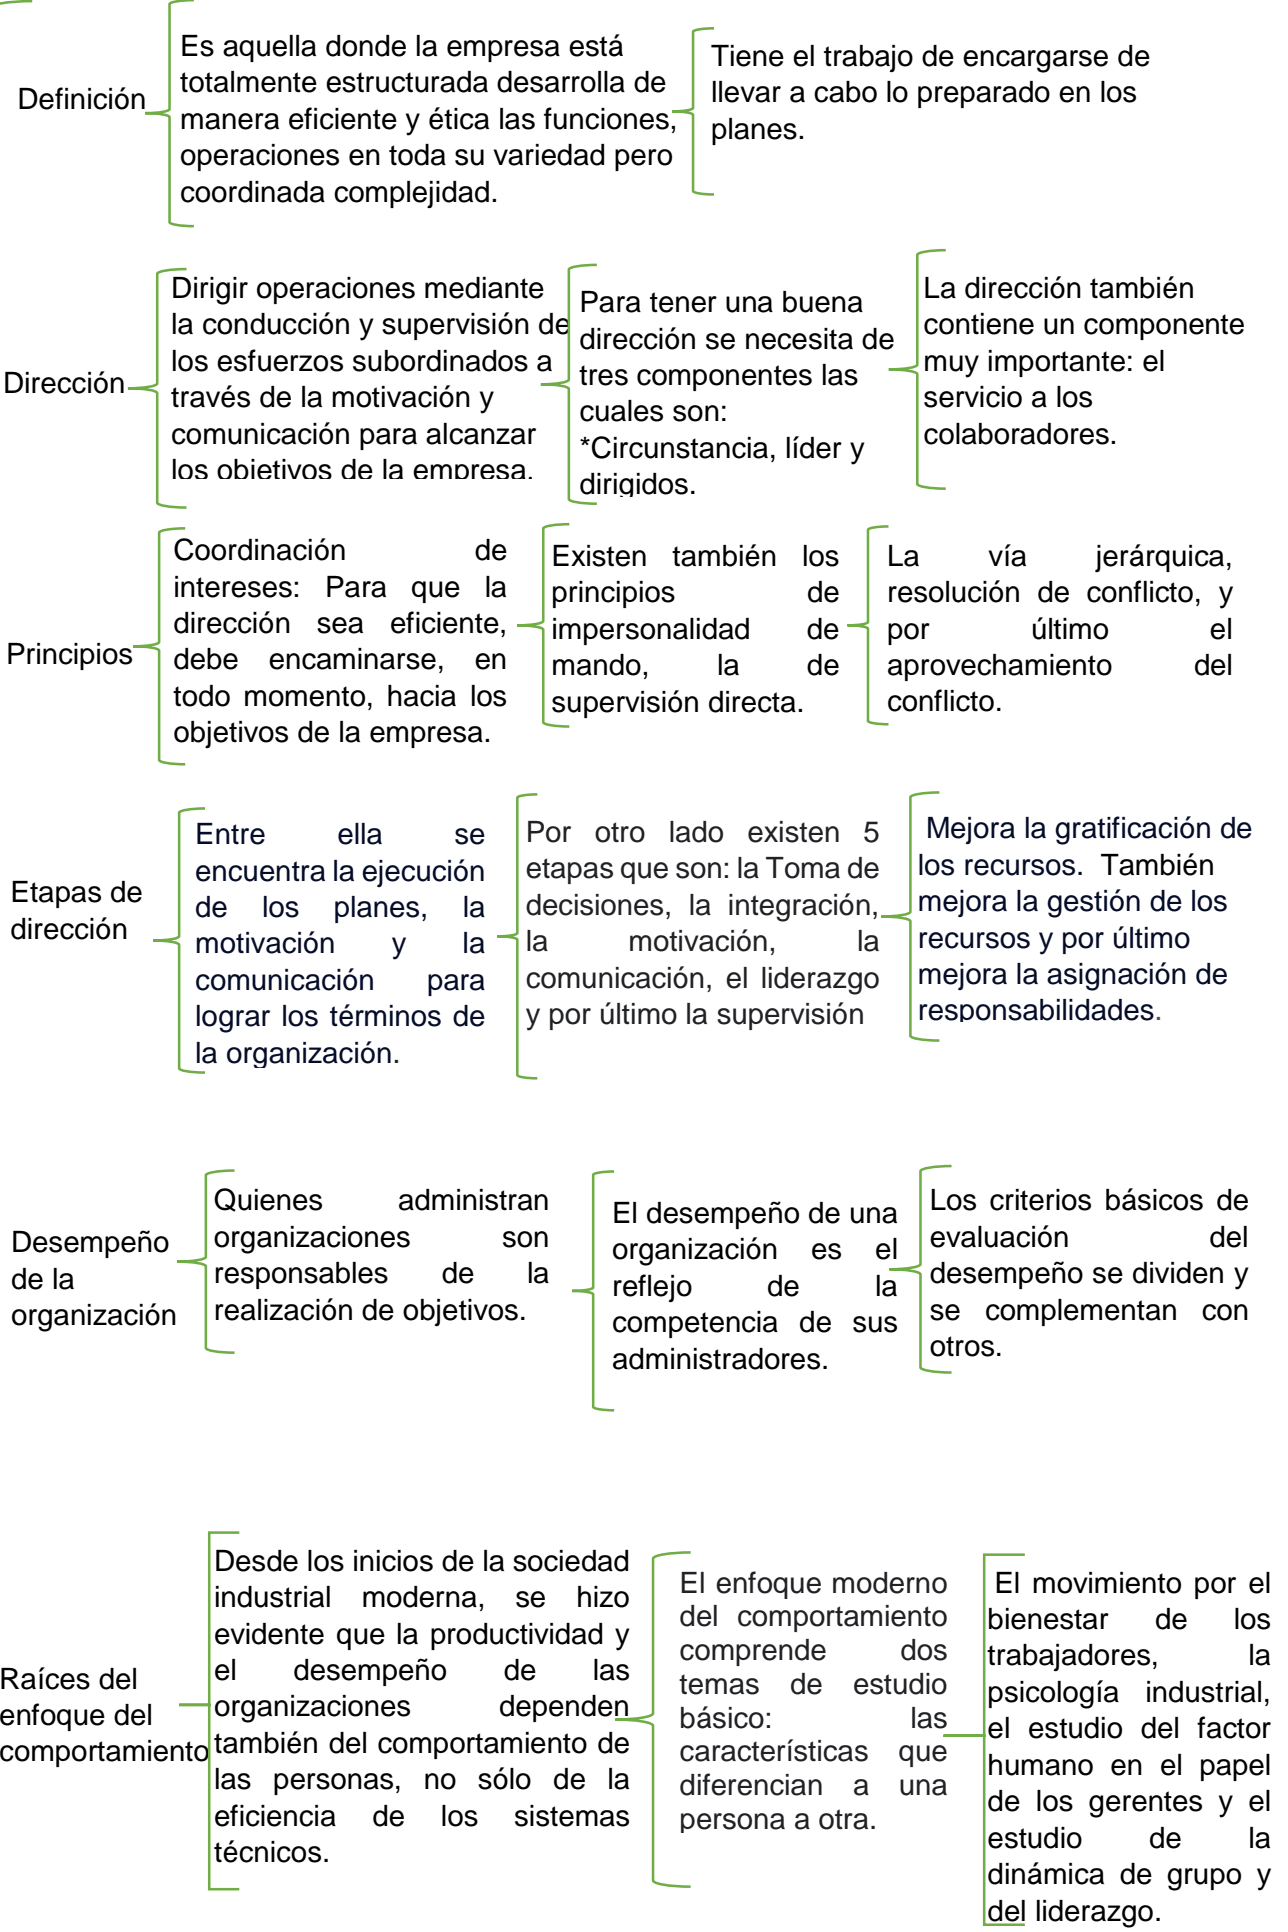 Definición
Es aquella donde la empresa está
totalmente estructurada desarrolla de
manera eficiente y ética las funciones,
operaciones en toda su variedad pero
coordinada complejidad.
Tiene el trabajo de encargarse de
llevar a cabo lo preparado en los
planes.
Dirección
Dirigir operaciones mediante
la conducción y supervisión de
los esfuerzos subordinados a
través de la motivación y
comunicación para alcanzar
los objetivos de la empresa.
Para tener una buena
dirección se necesita de
tres componentes las
cuales son:
*Circunstancia, líder y
dirigidos.
La dirección también
contiene un componente
muy importante: el
servicio a los
colaboradores.
Principios
Coordinación de
intereses: Para que la
dirección sea eficiente,
debe encaminarse, en
todo momento, hacia los
objetivos de la empresa.
Existen también los
principios de
impersonalidad de
mando, la de
supervisión directa.
La vía jerárquica,
resolución de conflicto, y
por último el
aprovechamiento del
conflicto.
Etapas de
dirección
Entre ella se
encuentra la ejecución
de los planes, la
motivación y la
comunicación para
lograr los términos de
la organización.
Por otro lado existen 5
etapas que son: la Toma de
decisiones, la integración,
la motivación, la
comunicación, el liderazgo
y por último la supervisión
Mejora la gratificación de
los recursos. También
mejora la gestión de los
recursos y por último
mejora la asignación de
responsabilidades.
Desempeño
de la
organización
Quienes administran
organizaciones son
responsables de la
realización de objetivos.
El desempeño de una
organización es el
reflejo de la
competencia de sus
administradores.
Los criterios básicos de
evaluación del
desempeño se dividen y
se complementan con
otros.
Raíces del
enfoque del
comportamiento
Desde los inicios de la sociedad
industrial moderna, se hizo
evidente que la productividad y
el desempeño de las
organizaciones dependen
también del comportamiento de
las personas, no sólo de la
eficiencia de los sistemas
técnicos.
El enfoque moderno
del comportamiento
comprende dos
temas de estudio
básico: las
características que
diferencian a una
persona a otra.
El movimiento por el
bienestar de los
trabajadores, la
psicología industrial,
el estudio del factor
humano en el papel
de los gerentes y el
estudio de la
dinámica de grupo y
del liderazgo.